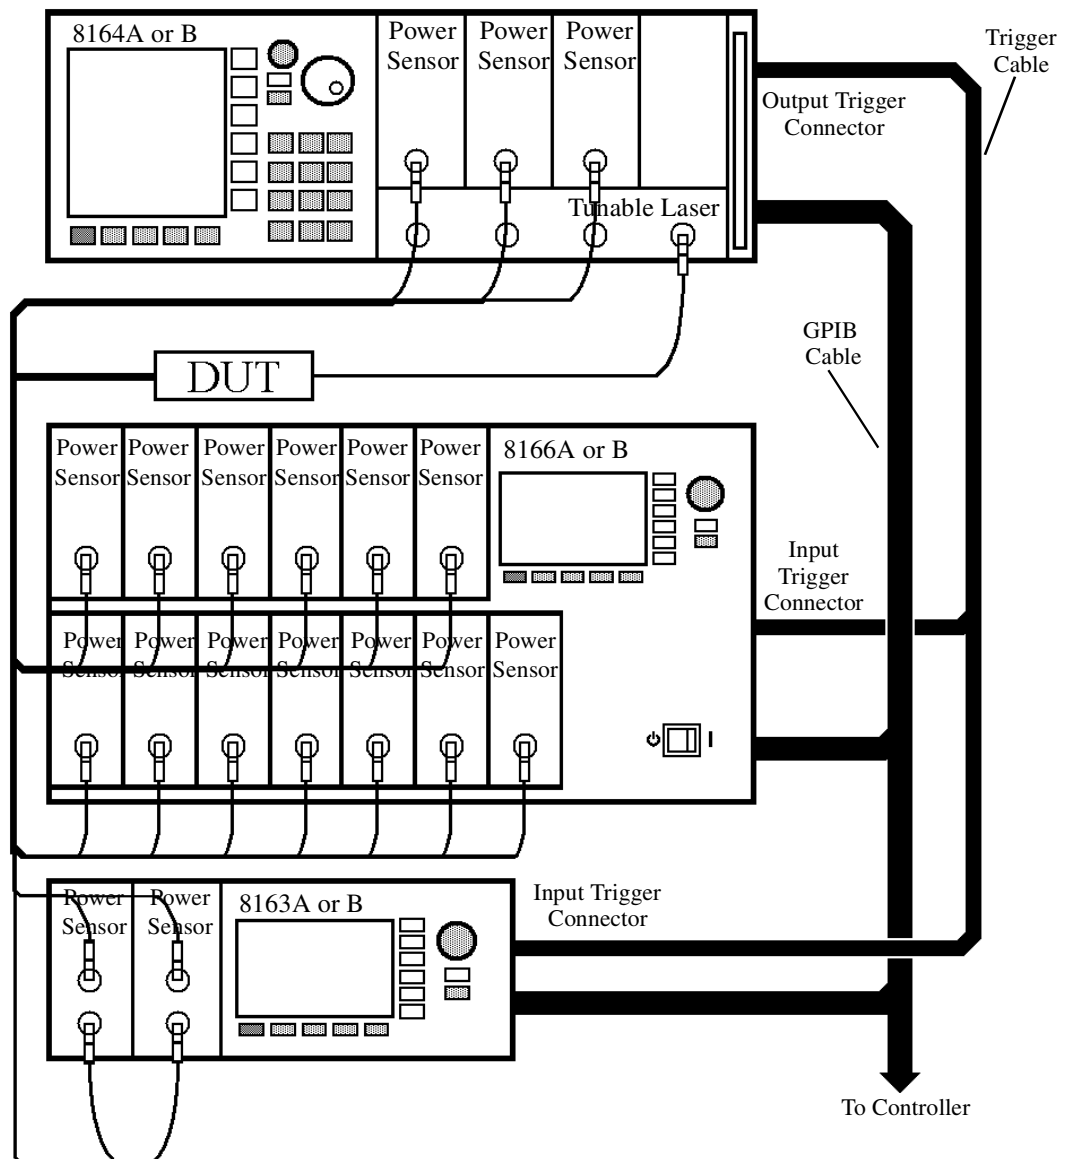 8164A or B
Power
Sensor
Power
Sensor
Power
Sensor
Tunable Laser
Trigger
Cable
Output Trigger
Connector
GPIB
Cable
DUT
Power
Sensor
Power
Sensor
Power
Sensor
Power
Sensor
Power
Sensor
Power
Sensor
8166A or B
Input
Trigger
Connector
Power
Sensor
Power
Sensor
Power
Sensor
Power
Sensor
Power
Sensor
Power
Sensor
Power
Sensor
Power
Sensor
Power
Sensor
8163A or B
Input Trigger
Connector
To Controller